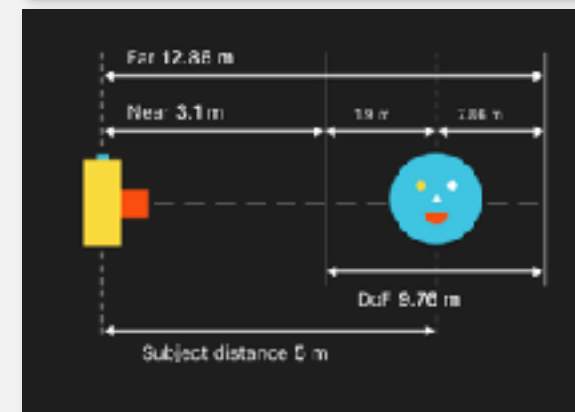 Far 12.86 m
Near 3.1 m
1.9 m
7.86 m
DoF 9.76 m
Subject distance 5 m